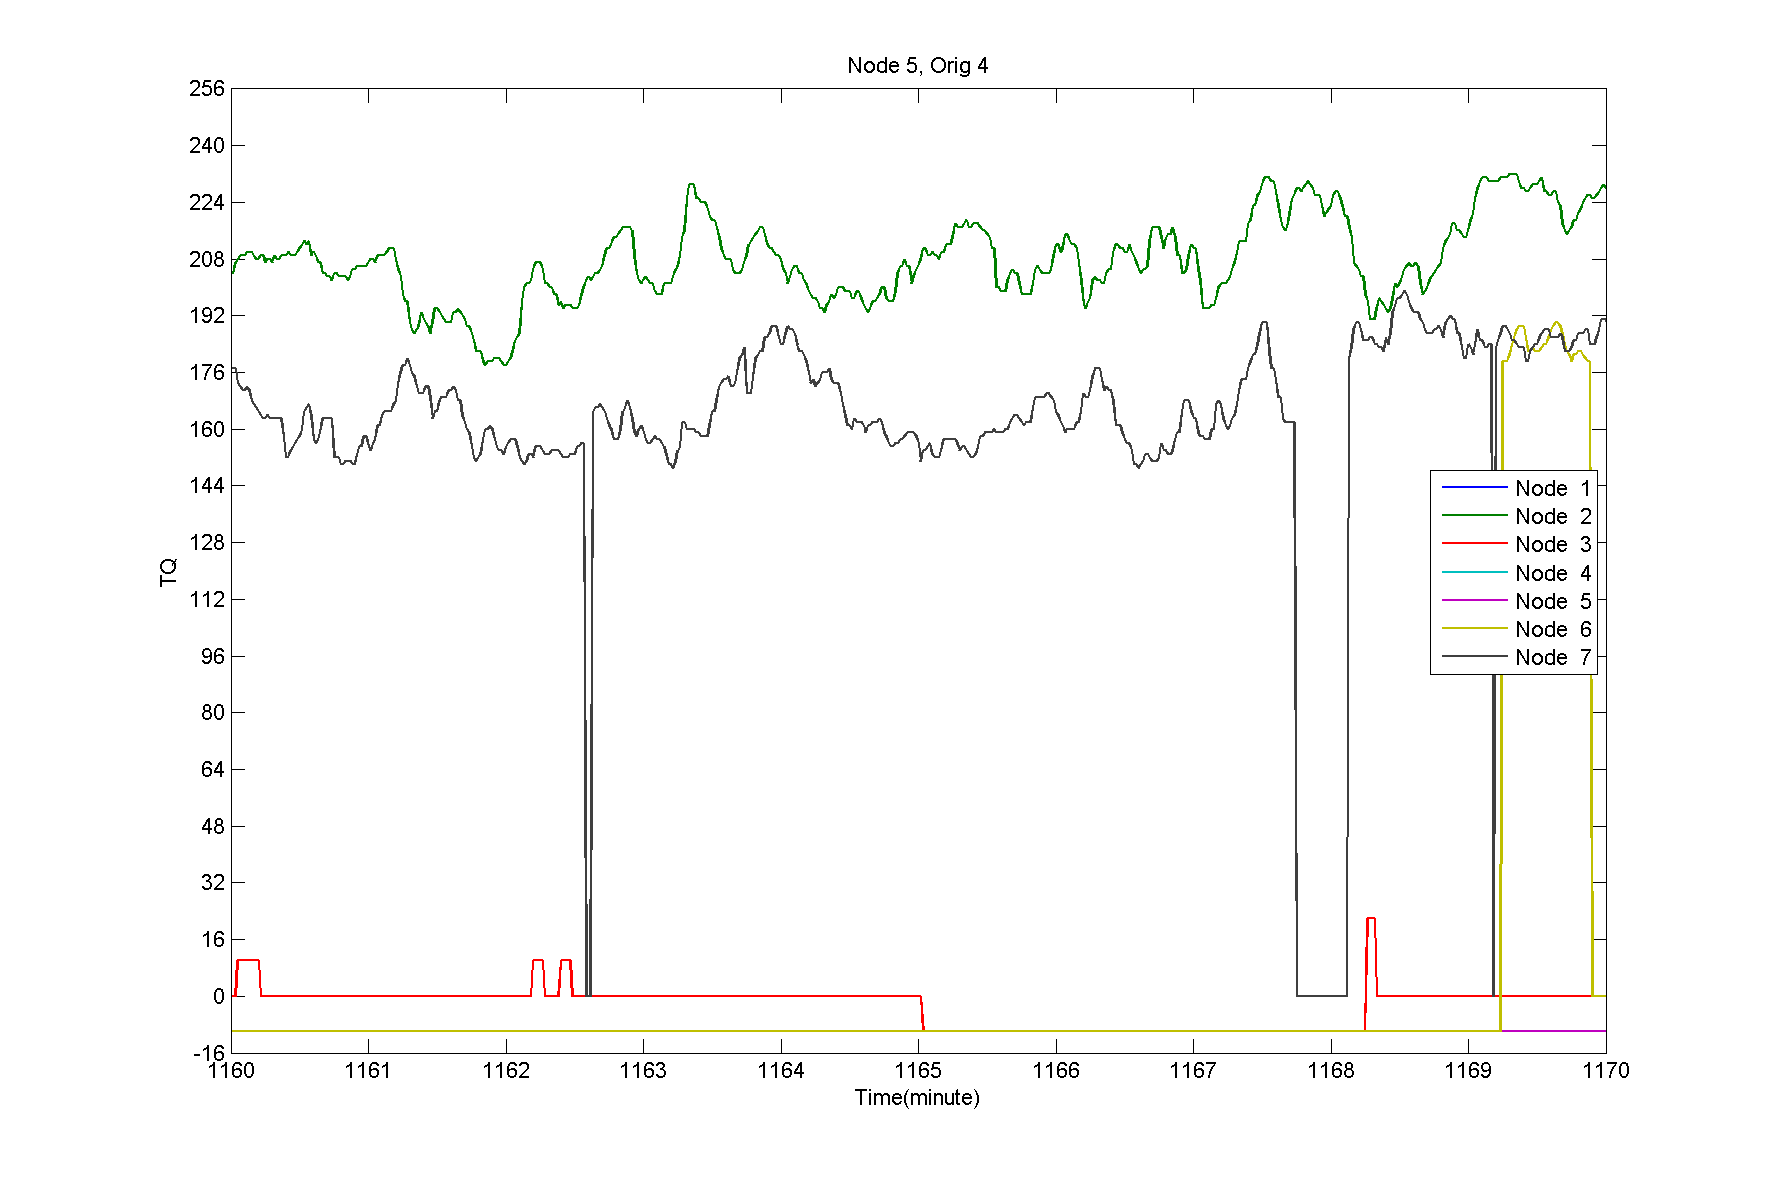 Node 5, Orig 4
256
240
224
208
192
176
160
144
128
112
96
80
64
48
32
16
0
-16
TQ
Node 1
Node 2
Node 3
Node 4
Node 5
Node 6
Node 7
1160 1161 1162 1163 1164 1165 1166 1167 1168 1169 1170
Time(minute)